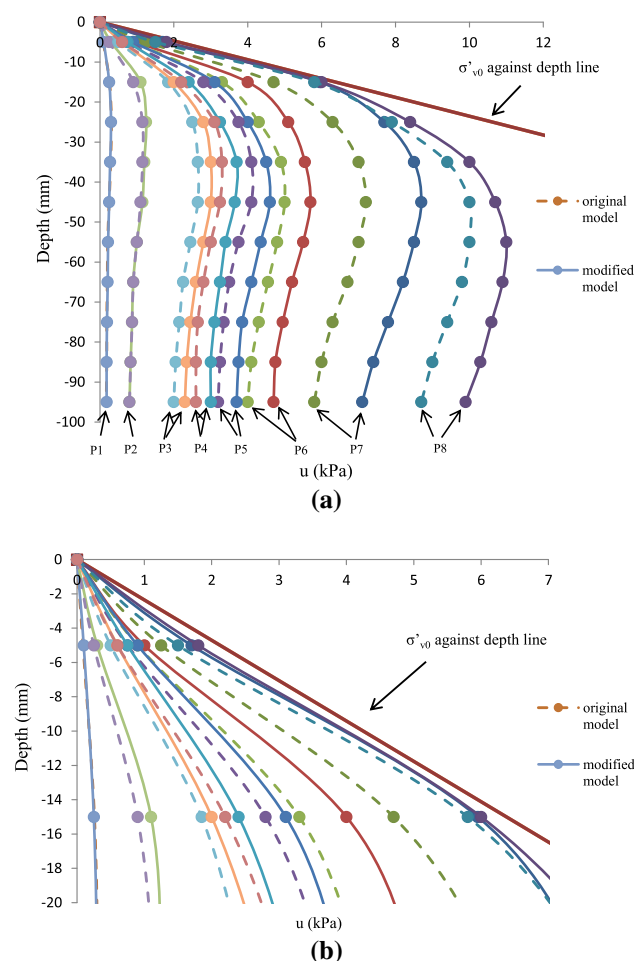 (a)
0 2 4 6 8 10 12
0
-10
-20
-30
-40
-50
-60
-70
-80
-90
-100
Depth (mm)
σ'v0 against depth line
original
model
modified
model
P1 P2 P3 P4 P5 P6 P7 P8
u (kPa)
(a)
0 1 2 3 4 5 6 7
0
-2
-4
-6
-8
-10
-12
-14
-16
-18
-20
Depth (mm)
σ'v0 against depth line
original
model
modified
model
u (kPa)
(b)